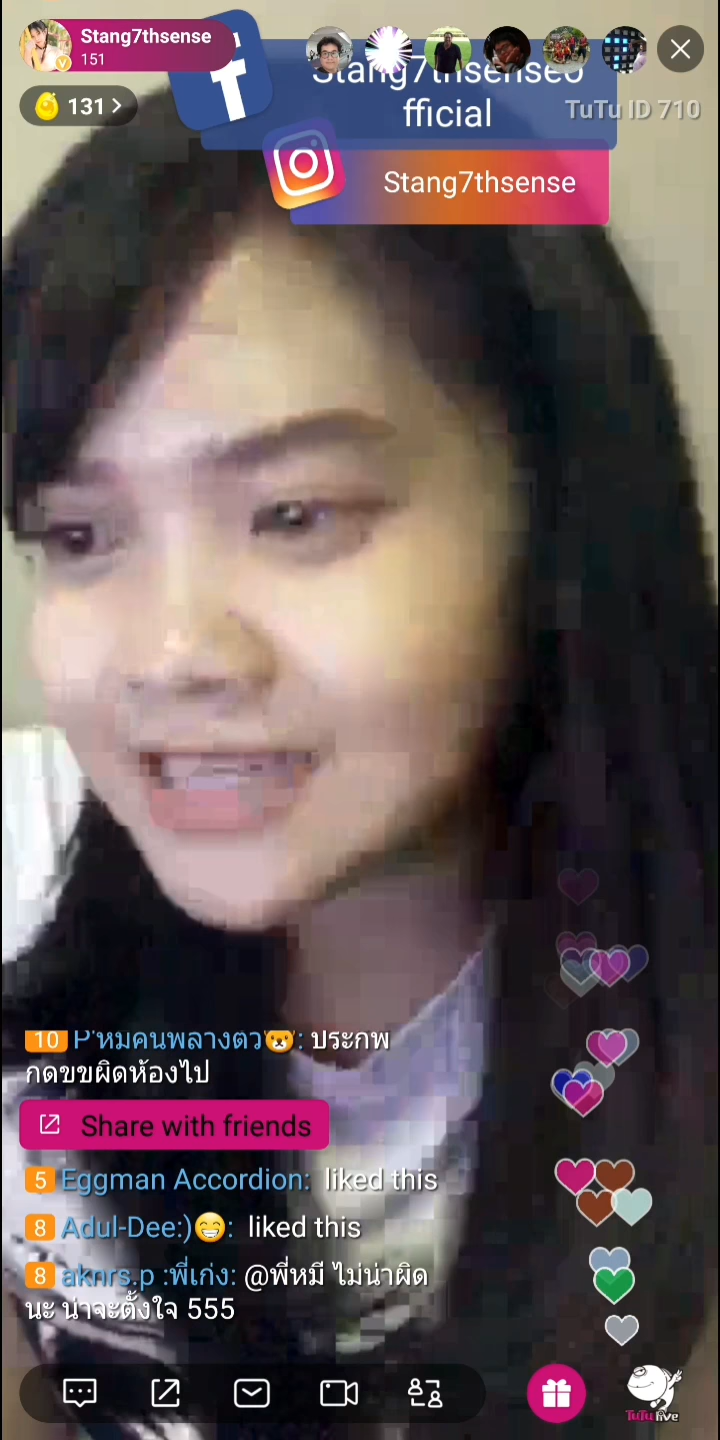 Stang7thsense
151
131
Stang7thsenseo
fficial
TuTu ID 710
Stang7thsense
10 P'หมีคนพลางตัว: ประกพ
กดขขผิดห้องไป
Share with friends
5 Eggman Accordion: liked this
8 Adul-Dee:)😁: liked this
8 aknrs.p :พี่เก่ง: @พี่หมี ไม่น่าผิด
นะ น่าจะตั้งใจ 555
TuTu live